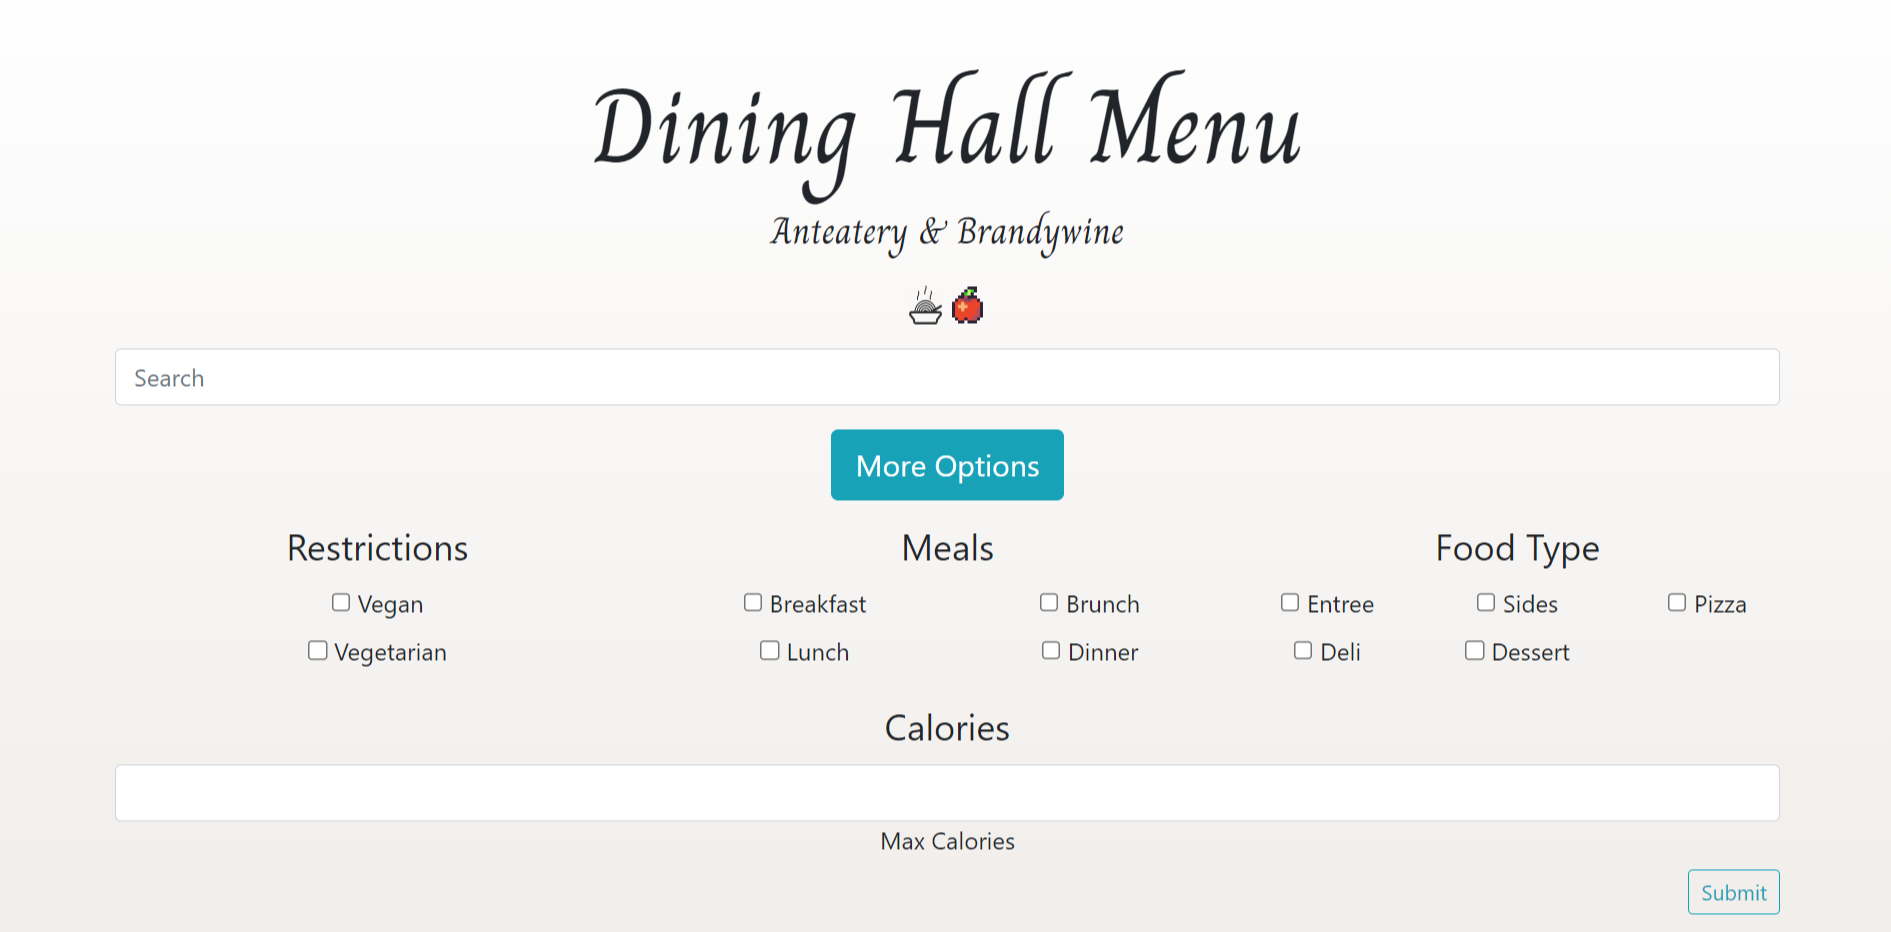 Dining Hall Menu
Anteatery & Brandywine
Search
More Options
Restrictions Meals Food Type
Vegan Breakfast Brunch Entree Sides Pizza
Vegetarian Lunch Dinner Deli Dessert
Calories
Max Calories
Submit